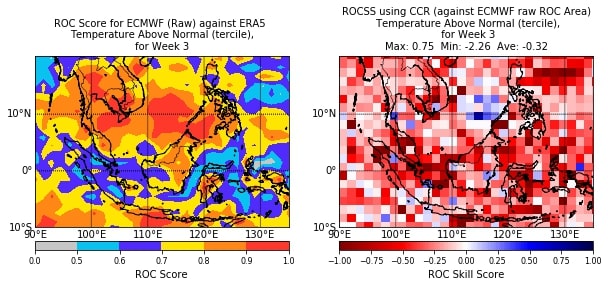 ROC Score for ECMWF (Raw) against ERA5
Temperature Above Normal (tercile),
for Week 3
10°N
0°
10°S
90°E 100°E 110°E 120°E 130°E
0.0 0.5 0.6 0.7 0.8 0.9 1.0
ROC Score
ROCSS using CCR (against ECMWF raw ROC Area)
Temperature Above Normal (tercile),
for Week 3
Max: 0.75 Min: -2.26 Ave: -0.32
10°N
0°
10°S
90°E 100°E 110°E 120°E 130°E
−1.00 −0.75 −0.50 −0.25 0.00 0.25 0.50 0.75 1.00
ROC Skill Score